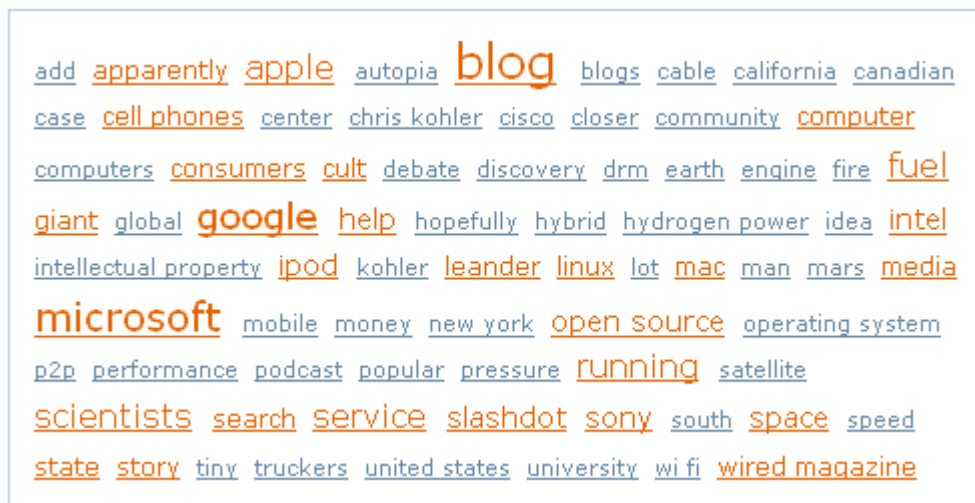 add apparently apple autopia blog blogs cable california canadian
case cell phones center chris kohler cisco closer community computer
computers consumers cult debate discovery drm earth engine fire fuel
giant global google help hopefully hybrid hydrogen power idea intel
intellectual property ipod kohler leander linux lot mac man mars media
microsoft mobile money new york open source operating system
p2p performance podcast popular pressure running satellite
scientists search service slashdot sony south space speed
state story tiny truckers united states university wi fi wired magazine